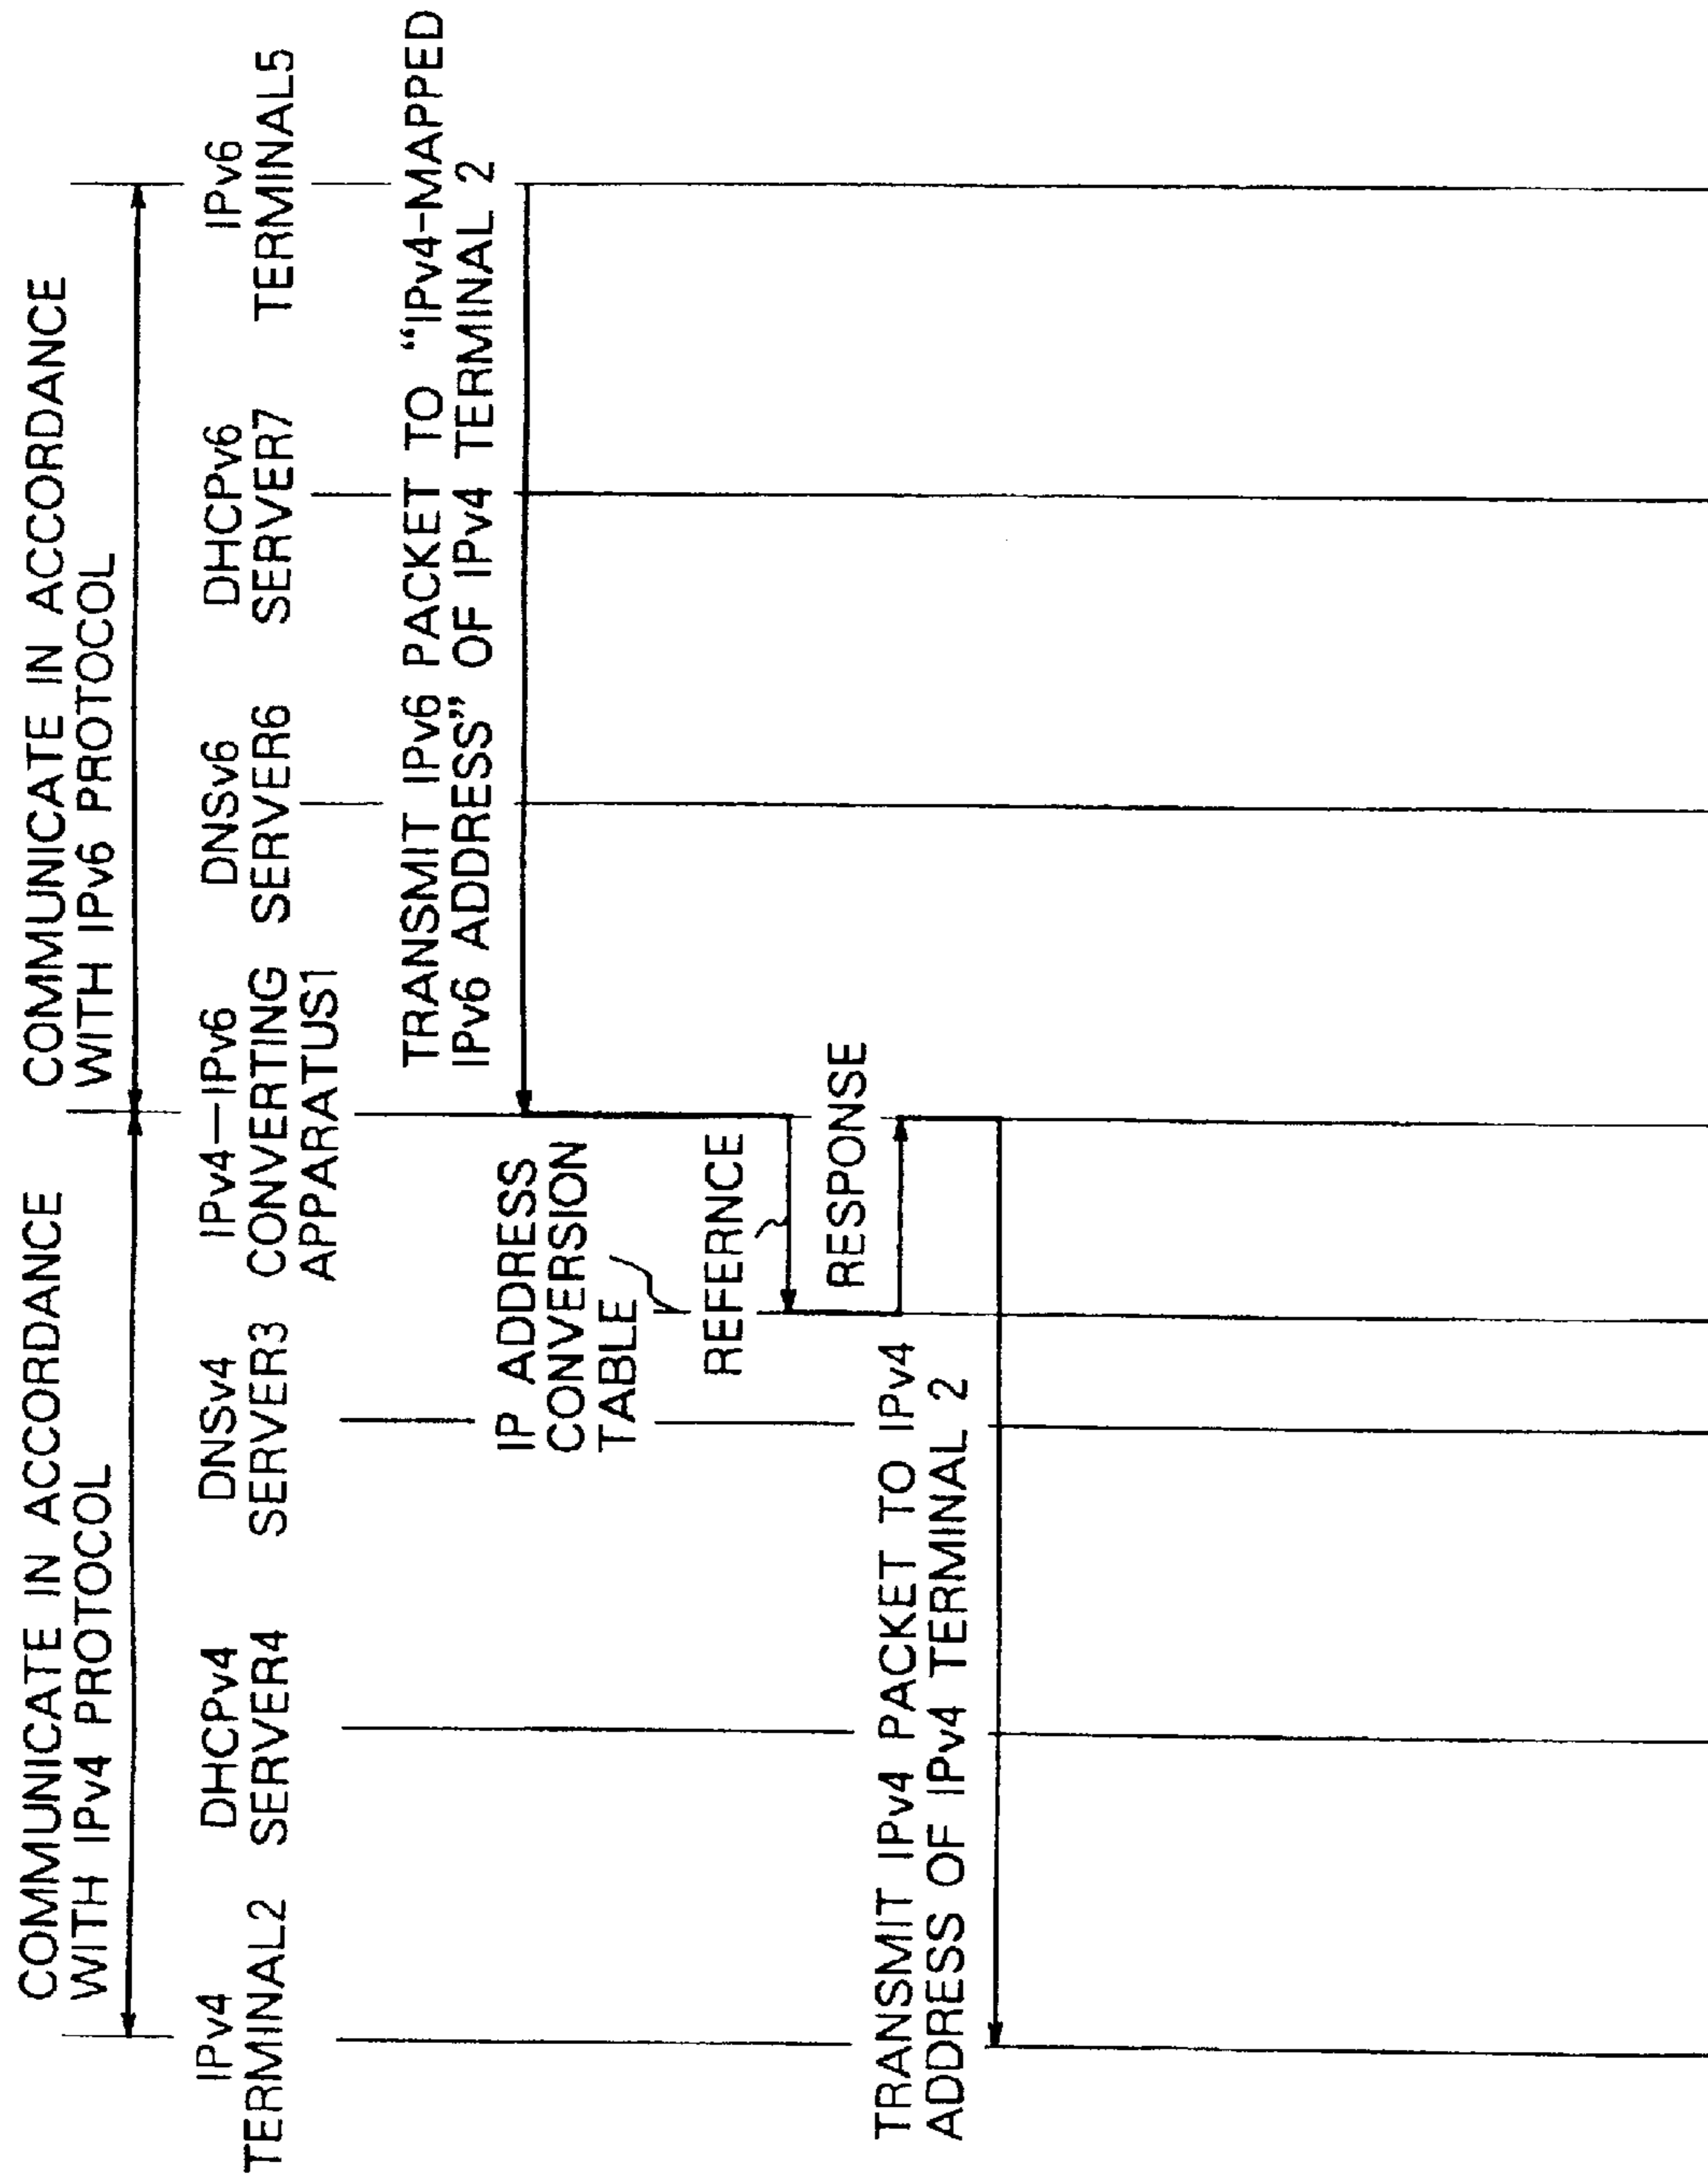 COMMUNICATE IN ACCORDANCE
WITH IPv4 PROTOCOL
COMMUNICATE IN ACCORDANCE
WITH IPv6 PROTOCOL
IPv4
TERMINAL2
DHCPv4
SERVER4
DNSv4
SERVER3
IPv4—IPv6
CONVERTING
APPARATUS1
DNSv6
SERVER6
DHCPv6
SERVER7
IPv6
TERMINAL5
TRANSMIT IPv6 PACKET TO “IPv4-MAPPED
IPv6 ADDRESS” OF IPv4 TERMINAL 2
IP ADDRESS
CONVERSION
TABLE
REFERNCE
RESPONSE
TRANSMIT IPv4 PACKET TO IPv4
ADDRESS OF IPv4 TERMINAL 2